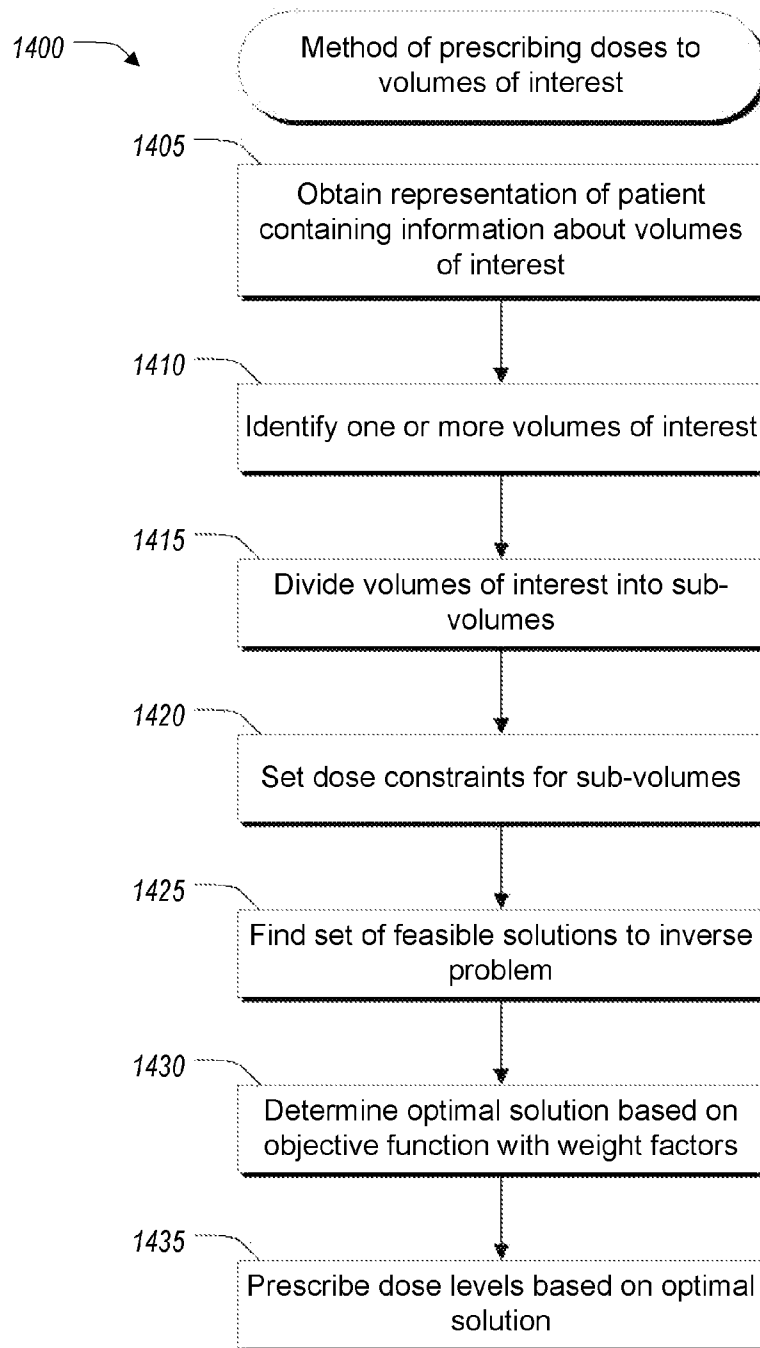 1400
Method of prescribing doses to
volumes of interest
1405
Obtain representation of patient
containing information about volumes
of interest
1410
Identify one or more volumes of interest
1415
Divide volumes of interest into sub-
volumes
1420
Set dose constraints for sub-volumes
1425
Find set of feasible solutions to inverse
problem
1430
Determine optimal solution based on
objective function with weight factors
1435
Prescribe dose levels based on optimal
solution